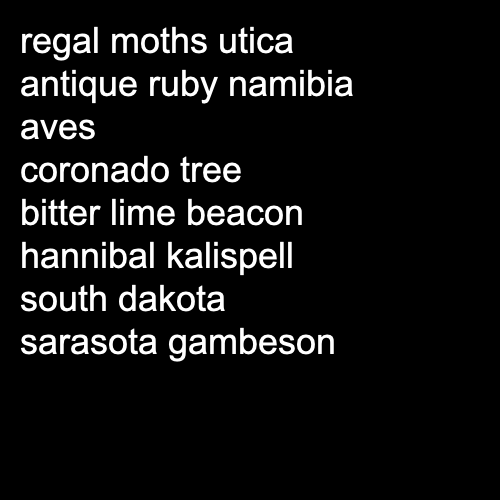 regal moths utica
antique ruby namibia
aves
coronado tree
bitter lime beacon
hannibal kalispell
south dakota
sarasota gambeson